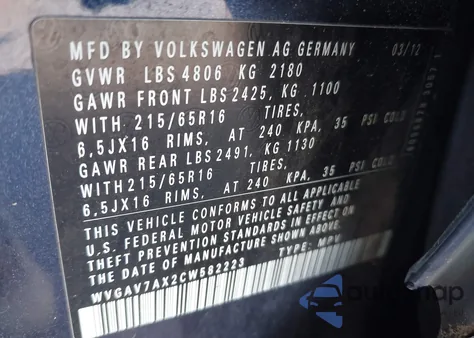 MFD BY VOLKSWAGEN AG GERMANY 03/12
GVWR LBS 4806 KG 2180
GAWR FRONT LBS 2425, KG 1100
WITH 215/65R16 TIRES,
6,5JX16 RIMS, AT 240 KPA, 35 PSI COLD
GAWR REAR LBS 2491, KG 1130
WITH 215/65R16 TIRES,
6,5JX16 RIMS, AT 240 KPA, 35 PSI COLD
THIS VEHICLE CONFORMS TO ALL APPLICABLE
U.S. FEDERAL MOTOR VEHICLE SAFETY AND
THEFT PREVENTION STANDARDS IN EFFECT ON
THE DATE OF MANUFACTURE SHOWN ABOVE.
WVGAV7AX2CW562223 TYPE: MPV
autosnap